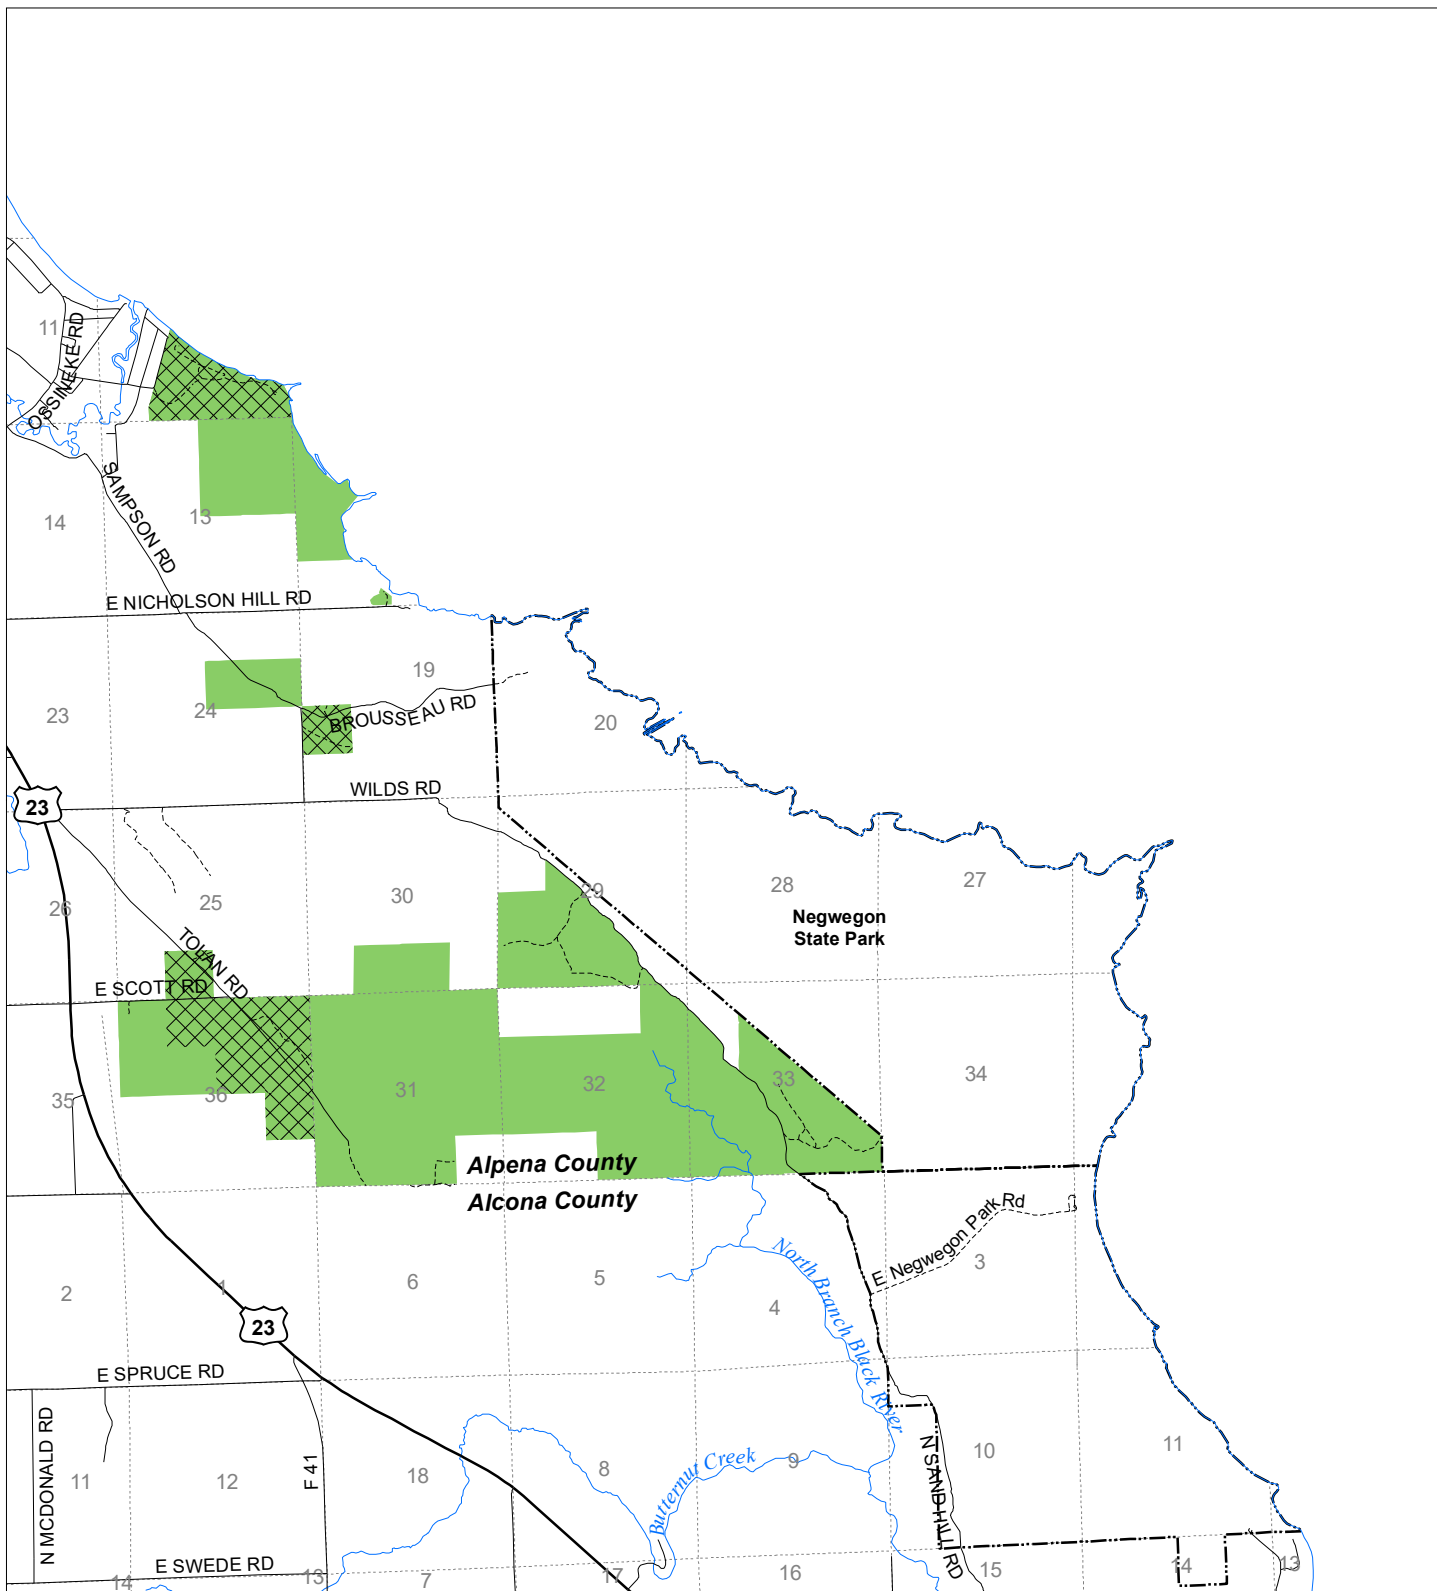 11
OSSINEKE RD
14
SAMPSON RD
13
E NICHOLSON HILL RD
19
23
24
BROUSSEAU RD
20
23
WILDS RD
26
25
30
29
28
27
Negwegon
State Park
TOLAN RD
E SCOTT RD
35
36
31
32
33
34
Alpena County
Alcona County
E Negwegon Park Rd
2
1
6
5
4
3
North Branch Black River
23
E SPRUCE RD
N MCDONALD RD
F 41
11
12
18
8
Butternut Creek
9
N SAND HILL RD
10
11
E SWEDE RD
14
13
7
17
16
15
14
13